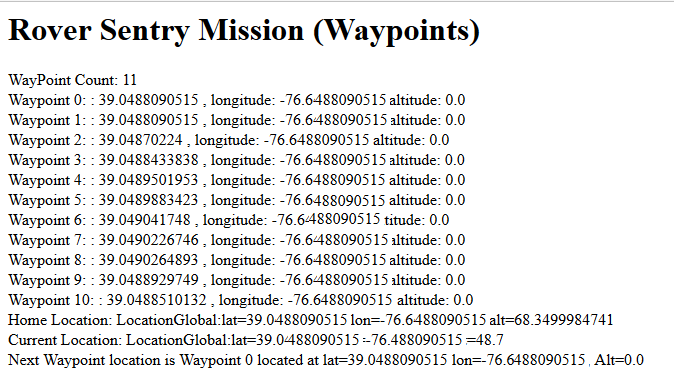 Rover Sentry Mission (Waypoints)
WayPoint Count: 11
Waypoint 0: : 39.0488090515 , longitude: -76.6488090515 altitude: 0.0
Waypoint 1: : 39.0488090515 , longitude: -76.6488090515 altitude: 0.0
Waypoint 2: : 39.04870224 , longitude: -76.6488090515 altitude: 0.0
Waypoint 3: : 39.0488433838 , longitude: -76.6488090515 altitude: 0.0
Waypoint 4: : 39.0489501953 , longitude: -76.6488090515 altitude: 0.0
Waypoint 5: : 39.0489883423 , longitude: -76.6488090515 altitude: 0.0
Waypoint 6: : 39.049041748 , longitude: -76.6488090515 titude: 0.0
Waypoint 7: : 39.0490226746 , longitude: -76.6488090515 altitude: 0.0
Waypoint 8: : 39.0490264893 , longitude: -76.6488090515 altitude: 0.0
Waypoint 9: : 39.0488929749 , longitude: -76.6488090515 altitude: 0.0
Waypoint 10: : 39.0488510132 , longitude: -76.6488090515 altitude: 0.0
Home Location: LocationGlobal:lat=39.0488090515 lon=-76.6488090515 alt=68.3499984741
Current Location: LocationGlobal:lat=39.0488090515 -76.488090515 =48.7
Next Waypoint location is Waypoint 0 located at lat=39.0488090515 lon=-76.6488090515 , Alt=0.0